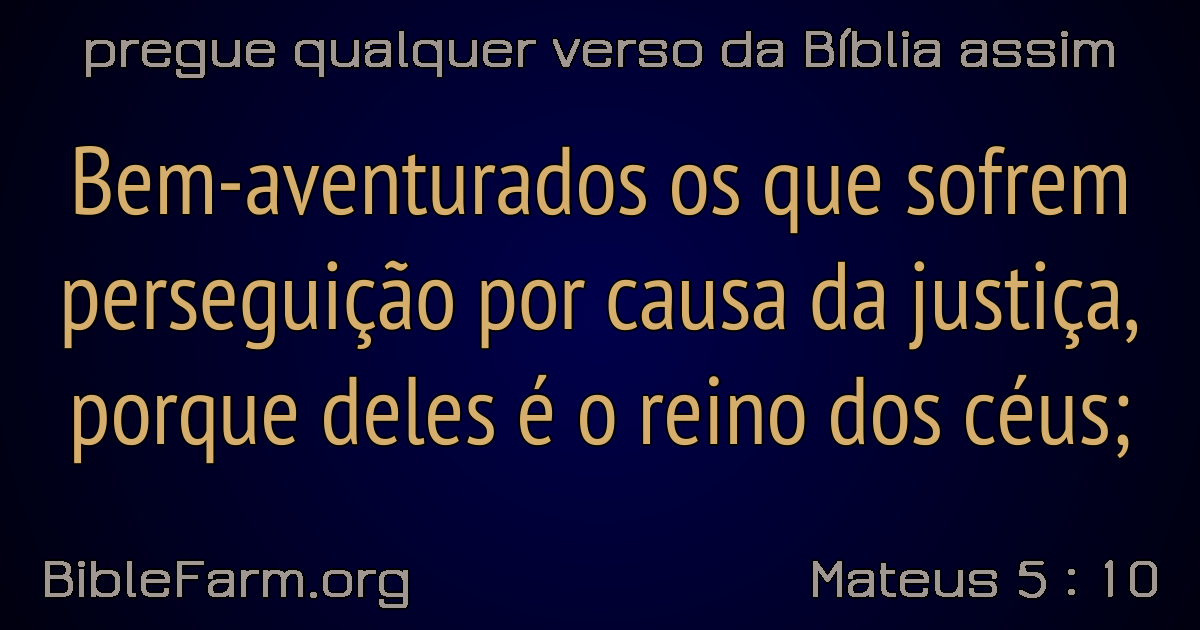 pregue qualquer verso da Bíblia assim
Bem-aventurados os que sofrem
perseguição por causa da justiça,
porque deles é o reino dos céus;
BibleFarm.org
Mateus 5 : 10